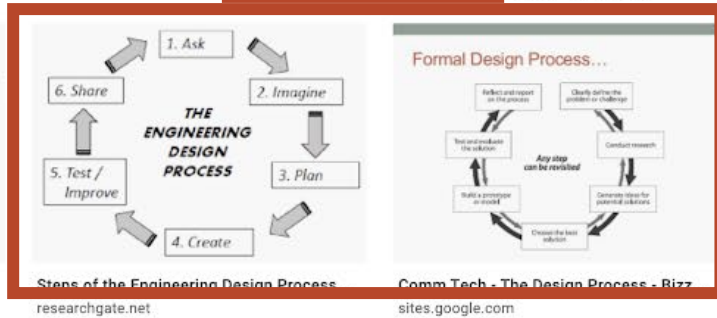 1. Ask
2. Imagine
3. Plan
4. Create
5. Test /
Improve
6. Share
THE
ENGINEERING
DESIGN
PROCESS
Steps of the Engineering Design Process
researchgate.net
Formal Design Process...
Clearly define the
problem or challenge
Conduct research
Generate ideas for
potential solutions
Choose the best
solution
Build a prototype
or model
Test and evaluate
the solution
Reflect and report
on the process
Any step
can be revisited
Comm Tech - The Design Process - Bizz
sites.google.com